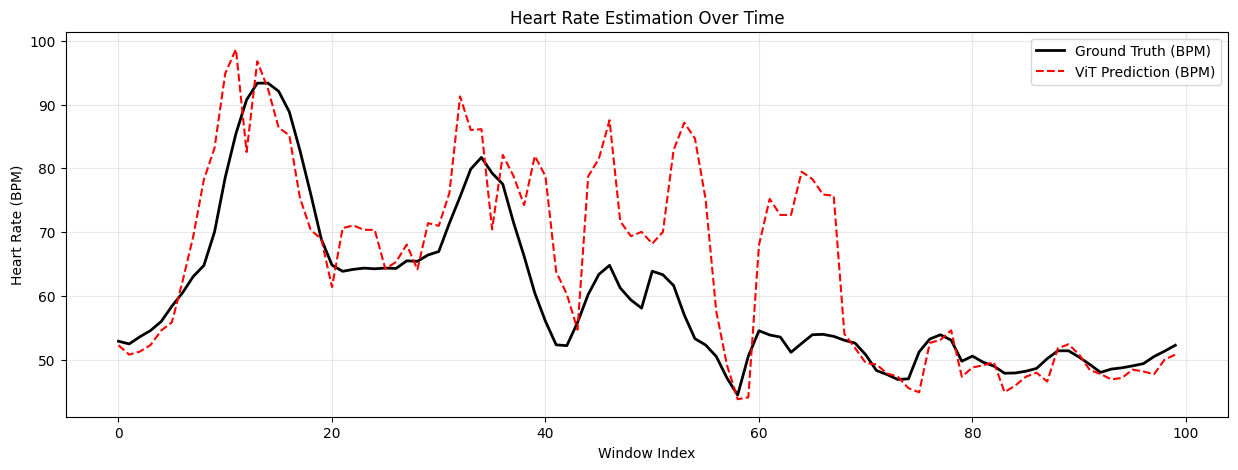 Heart Rate Estimation Over Time
Ground Truth (BPM)
ViT Prediction (BPM)
Heart Rate (BPM)
100
90
80
70
60
50
0
20
40
60
80
100
Window Index